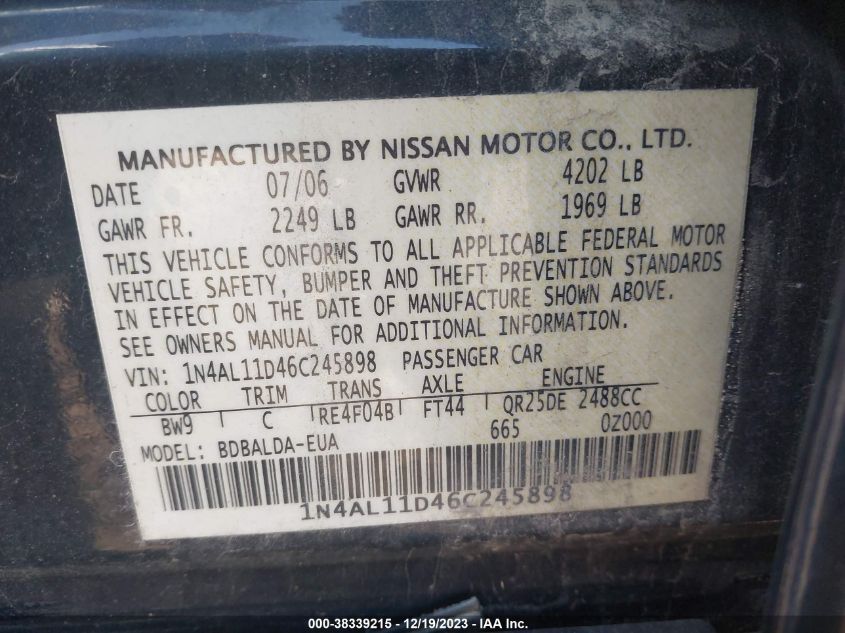 MANUFACTURED BY NISSAN MOTOR CO., LTD.
DATE 07/06 GVWR 4202 LB
GAWR FR. 2249 LB GAWR RR. 1969 LB
THIS VEHICLE CONFORMS TO ALL APPLICABLE FEDERAL MOTOR
VEHICLE SAFETY, BUMPER AND THEFT PREVENTION STANDARDS
IN EFFECT ON THE DATE OF MANUFACTURE SHOWN ABOVE.
SEE OWNERS MANUAL FOR ADDITIONAL INFORMATION.
VIN: 1N4AL11D46C245898 PASSENGER CAR
COLOR TRIM TRANS AXLE ENGINE
BW9 C RE4F04B FT44 QR25DE 2488CC
665 0Z000
MODEL: BDBALDA-EUA
1N4AL11D46C245898
000-38339215 - 12/19/2023 - IAA Inc.